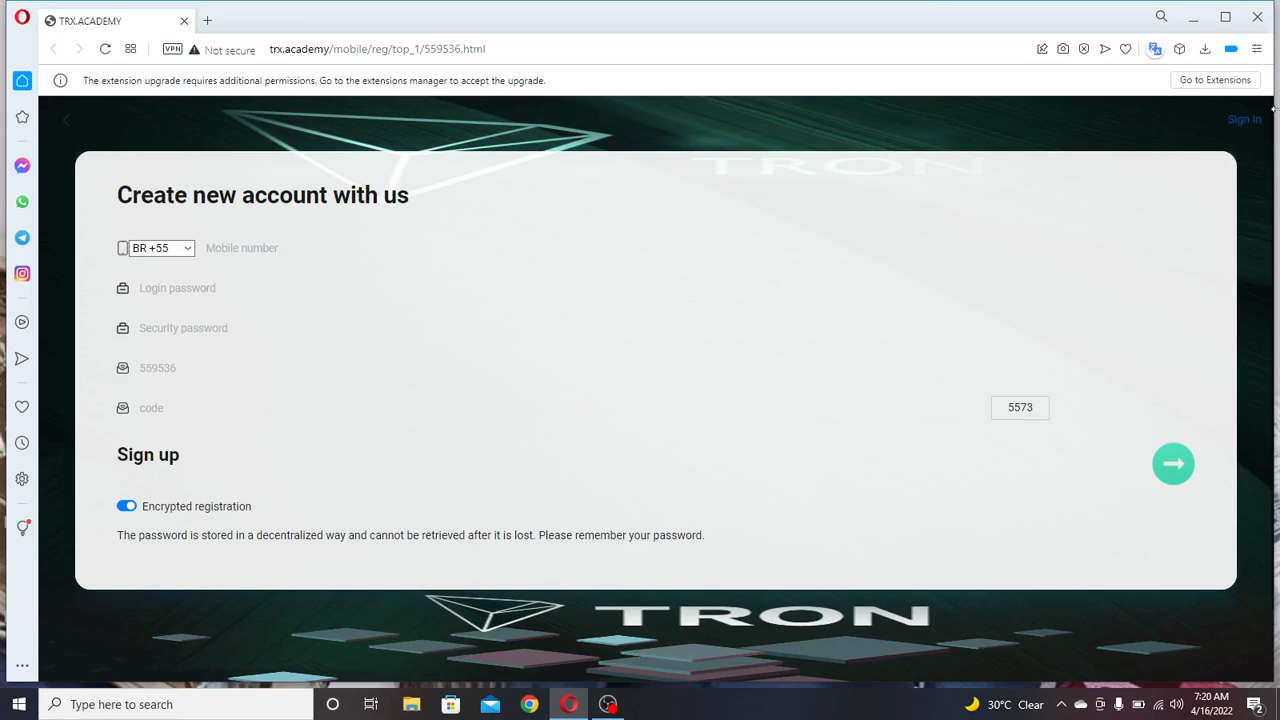 TRX.ACADEMY
VPN
Not secure
trx.academy/mobile/reg/top_1/559536.html
The extension upgrade requires additional permissions. Go to the extensions manager to accept the upgrade.
Go to Extensions
Sign In
TRON
Create new account with us
BR +55
Mobile number
Login password
Security password
559536
code
5573
Sign up
Encrypted registration
The password is stored in a decentralized way and cannot be retrieved after it is lost. Please remember your password.
TRON
Type here to search
30°C Clear
7:20 AM
4/16/2022
2